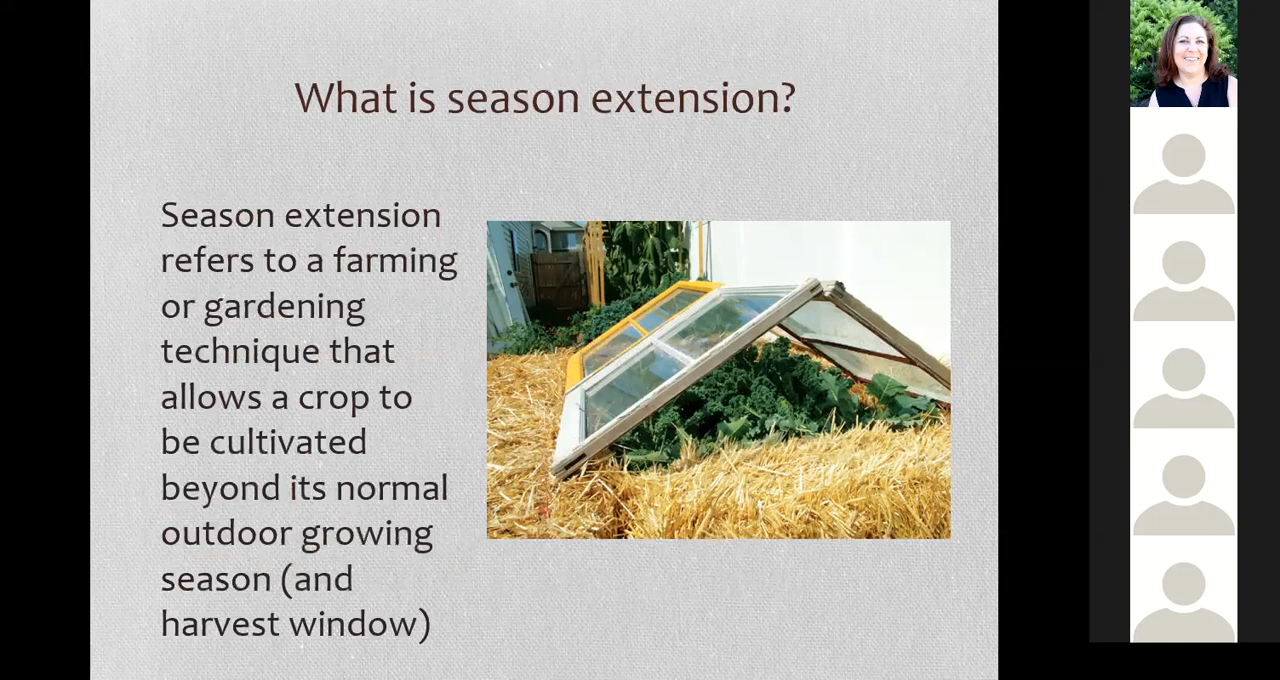 What is season extension?
Season extension
refers to a farming
or gardening
technique that
allows a crop to
be cultivated
beyond its normal
outdoor growing
season (and
harvest window)